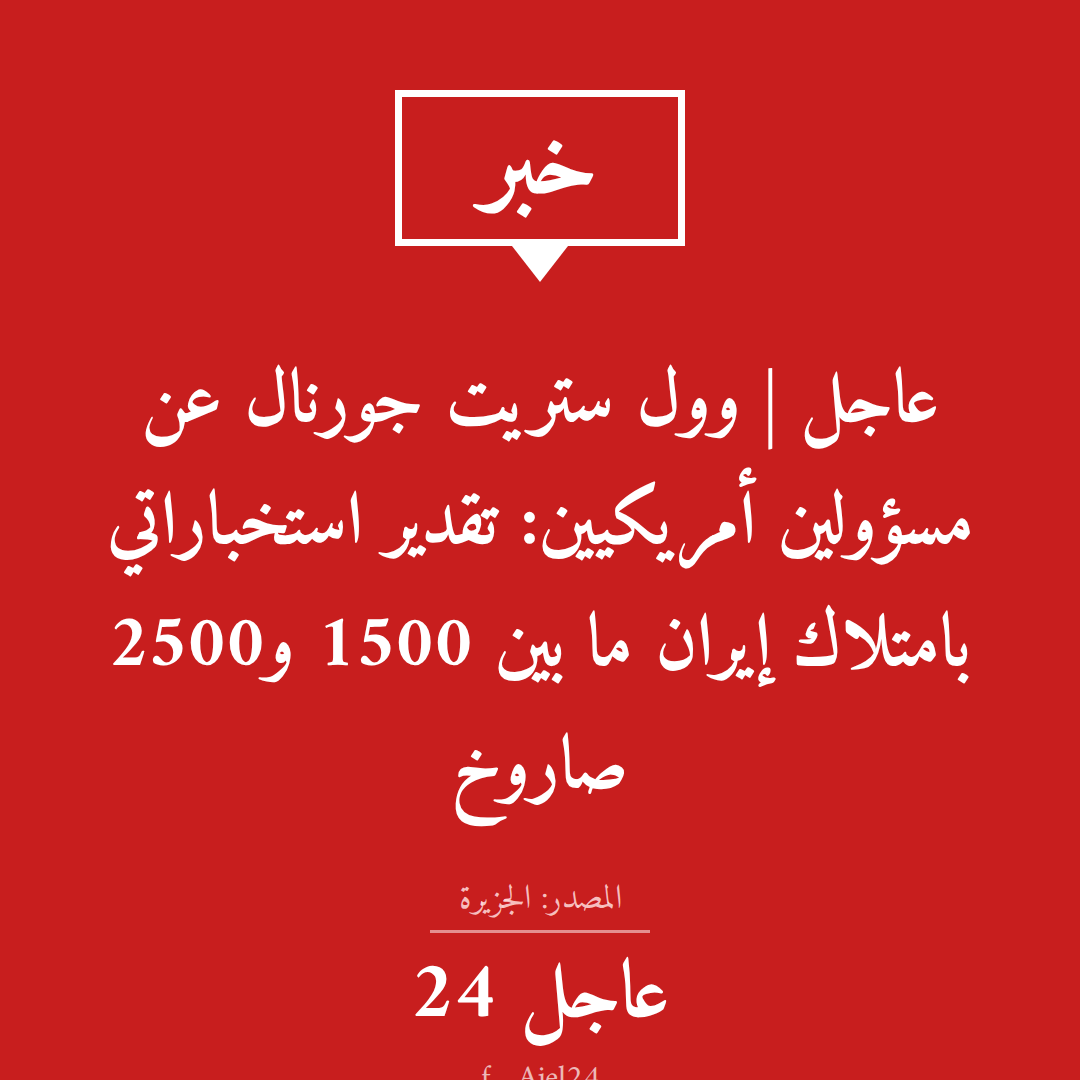 خبر
عاجل | وول ستريت جورنال عن
مسؤولين أمريكيين: تقدير استخباراتي
بامتلاك إيران ما بين 1500 و2500
صاروخ
المصدر: الجزيرة
عاجل 24
f Ajel24